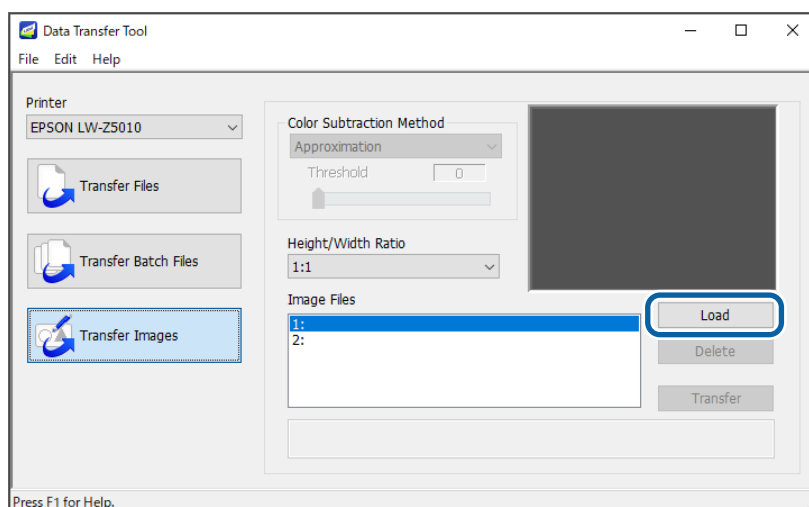 Data Transfer Tool
File Edit Help
Printer
EPSON LW-Z5010
Transfer Files
Transfer Batch Files
Transfer Images
Color Subtraction Method
Approximation
Threshold 0
Height/Width Ratio
1:1
Image Files
1:
2:
Load
Delete
Transfer
Press F1 for Help.